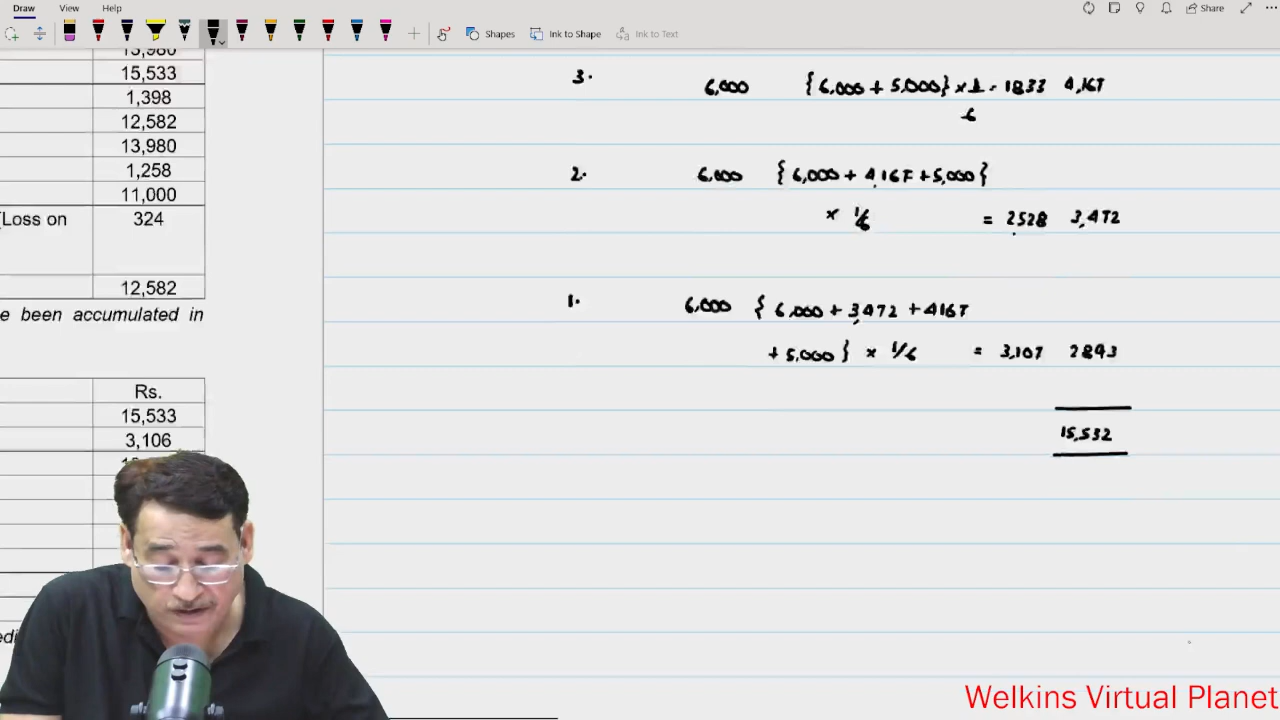 Draw View Help
Shapes Ink to Shape Ink to Text Share
15,533
1,398
12,582
13,980
1,258
11,000
Loss on 324
12,582
e been accumulated in
Rs.
15,533
3,106
3. 6,000 {6,000 + 5,000} × 1 = 1833 4,167
6
2. 6,000 {6,000 + 4,167 + 5,000}
× 1/6 = 2528 3,472
1. 6,000 {6,000 + 3,472 + 4167
+ 5,000} × 1/6 = 3,107 2893
15,532
Welkins Virtual Planet